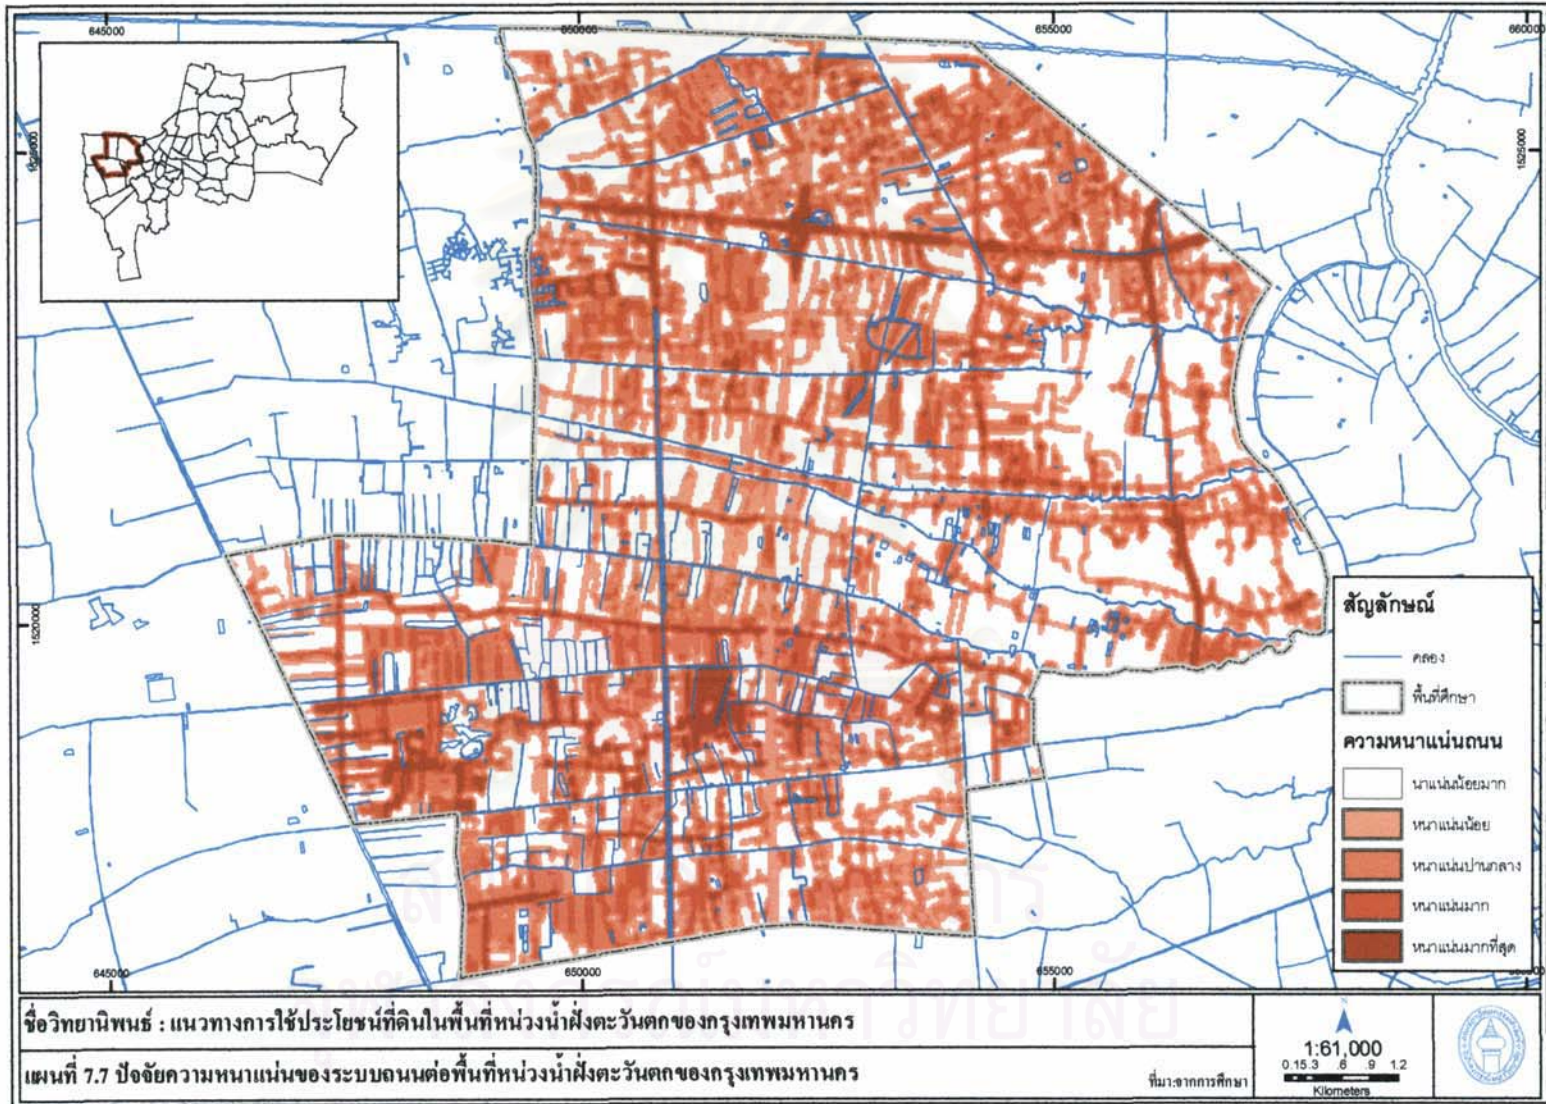 645000
650000
655000
660000
1525000
1525000
1520000
สัญลักษณ์
คลอง
พื้นที่ศึกษา
ความหนาแน่นถนน
นาแน่นน้อยมาก
หนาแน่นน้อย
หนาแน่นปานกลาง
หนาแน่นมาก
หนาแน่นมากที่สุด
645000
650000
655000
ชื่อวิทยานิพนธ์ : แนวทางการใช้ประโยชน์ที่ดินในพื้นที่หน่วงน้ำฝั่งตะวันตกของกรุงเทพมหานคร
แผนที่ 7.7 ปัจจัยความหนาแน่นของระบบถนนต่อพื้นที่หน่วงน้ำฝั่งตะวันตกของกรุงเทพมหานคร
ที่มา:จากการศึกษา
1:61,000
0.15.3 .6 .9 1.2
Kilometers